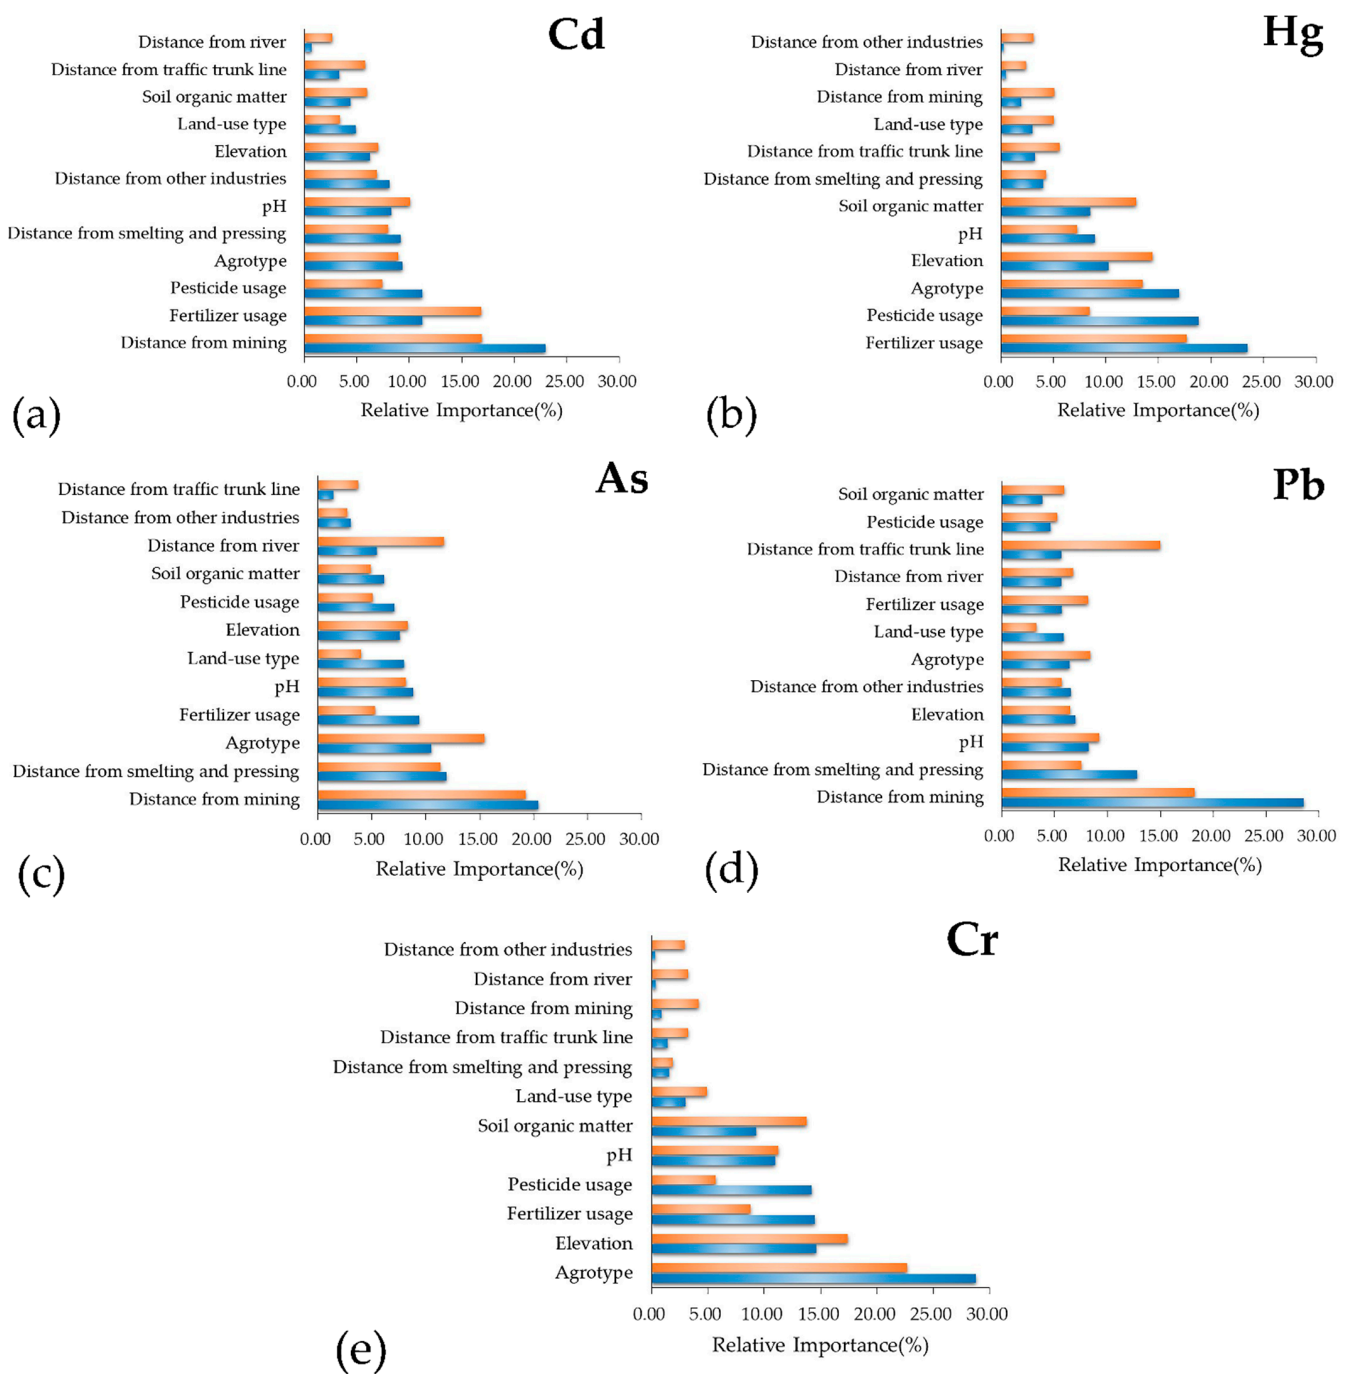 Cd
Distance from river
Distance from traffic trunk line
Soil organic matter
Land-use type
Elevation
Distance from other industries
pH
Distance from smelting and pressing
Agrotype
Pesticide usage
Fertilizer usage
Distance from mining
0.00 5.00 10.00 15.00 20.00 25.00 30.00
Relative Importance(%)
(a)
Hg
Distance from other industries
Distance from river
Distance from mining
Land-use type
Distance from traffic trunk line
Distance from smelting and pressing
Soil organic matter
pH
Elevation
Agrotype
Pesticide usage
Fertilizer usage
0.00 5.00 10.00 15.00 20.00 25.00 30.00
Relative Importance(%)
(b)
As
Distance from traffic trunk line
Distance from other industries
Distance from river
Soil organic matter
Pesticide usage
Elevation
Land-use type
pH
Fertilizer usage
Agrotype
Distance from smelting and pressing
Distance from mining
0.00 5.00 10.00 15.00 20.00 25.00 30.00
Relative Importance(%)
(c)
Pb
Soil organic matter
Pesticide usage
Distance from traffic trunk line
Distance from river
Fertilizer usage
Land-use type
Agrotype
Distance from other industries
Elevation
pH
Distance from smelting and pressing
Distance from mining
0.00 5.00 10.00 15.00 20.00 25.00 30.00
Relative Importance(%)
(d)
Cr
Distance from other industries
Distance from river
Distance from mining
Distance from traffic trunk line
Distance from smelting and pressing
Land-use type
Soil organic matter
pH
Pesticide usage
Fertilizer usage
Elevation
Agrotype
0.00 5.00 10.00 15.00 20.00 25.00 30.00
Relative Importance(%)
(e)